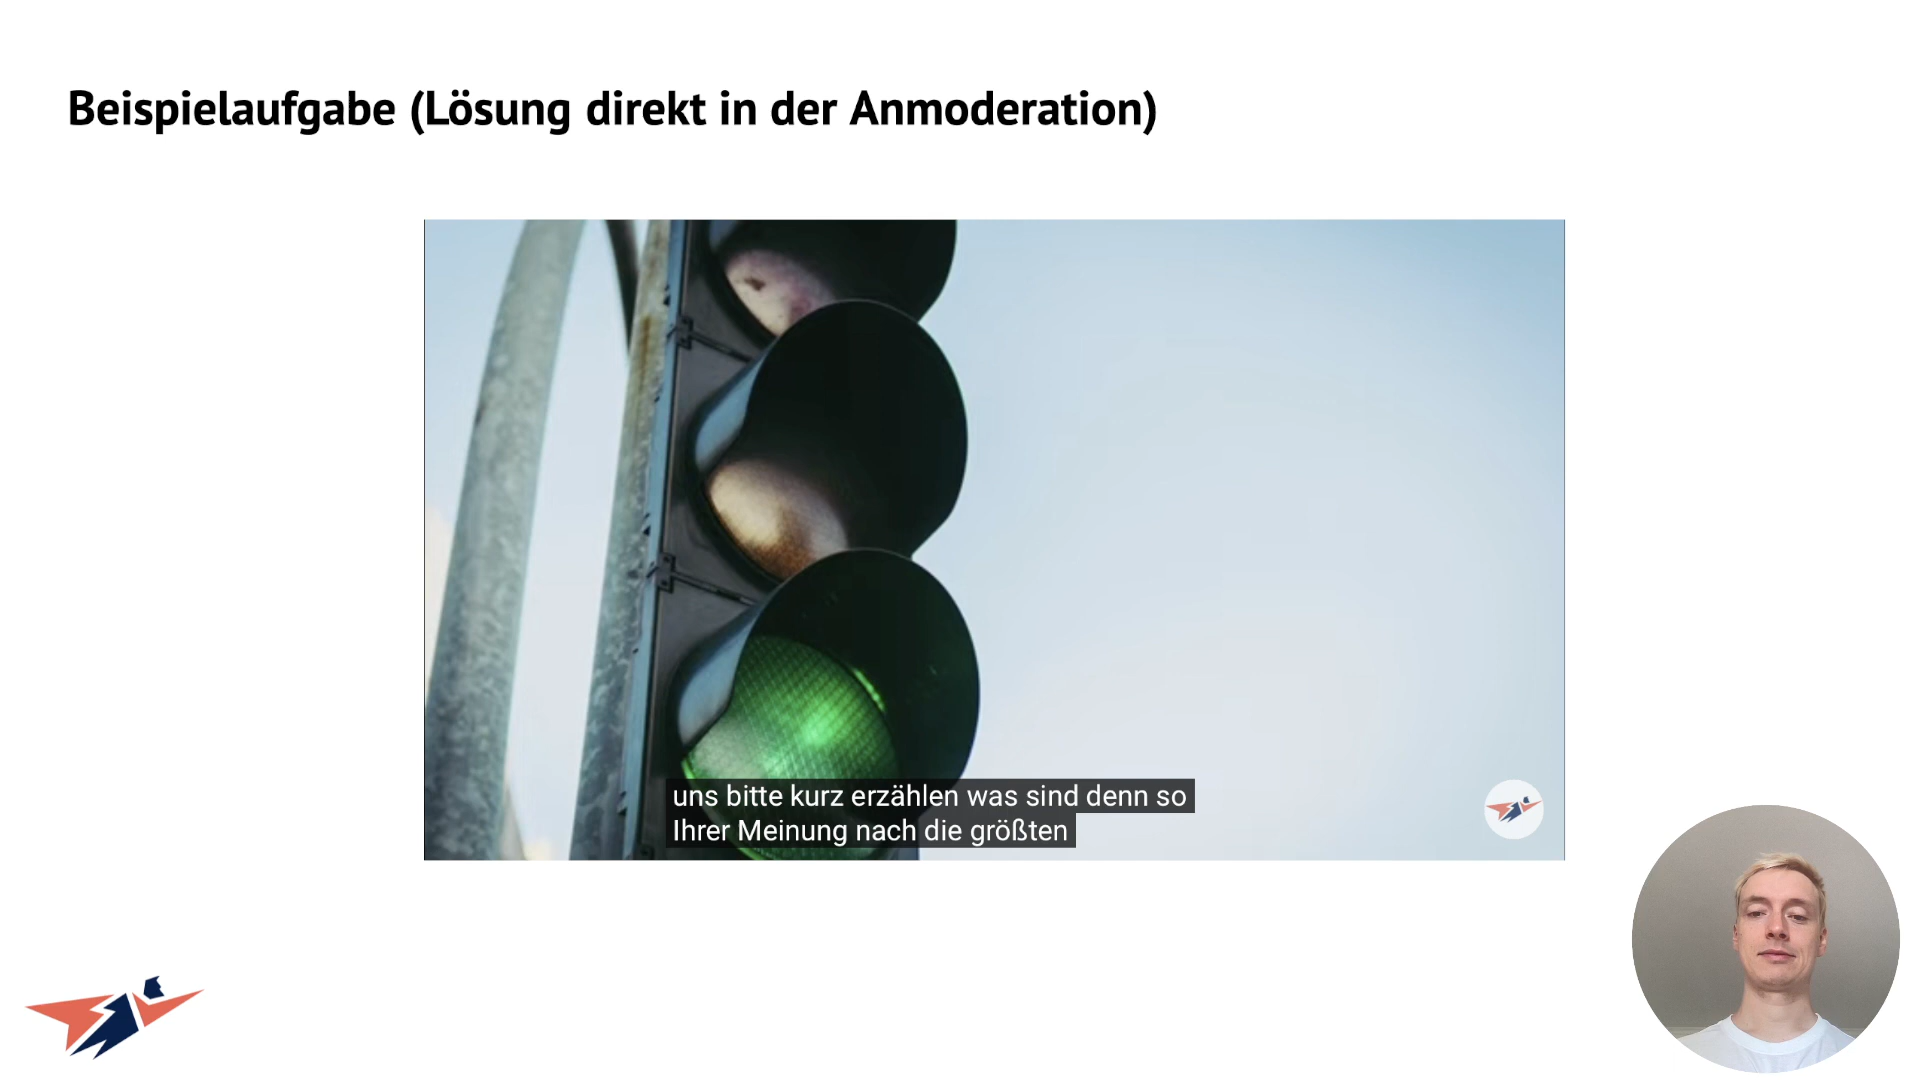 Beispielaufgabe (Lösung direkt in der Anmoderation)
uns bitte kurz erzählen was sind denn so
Ihrer Meinung nach die größten